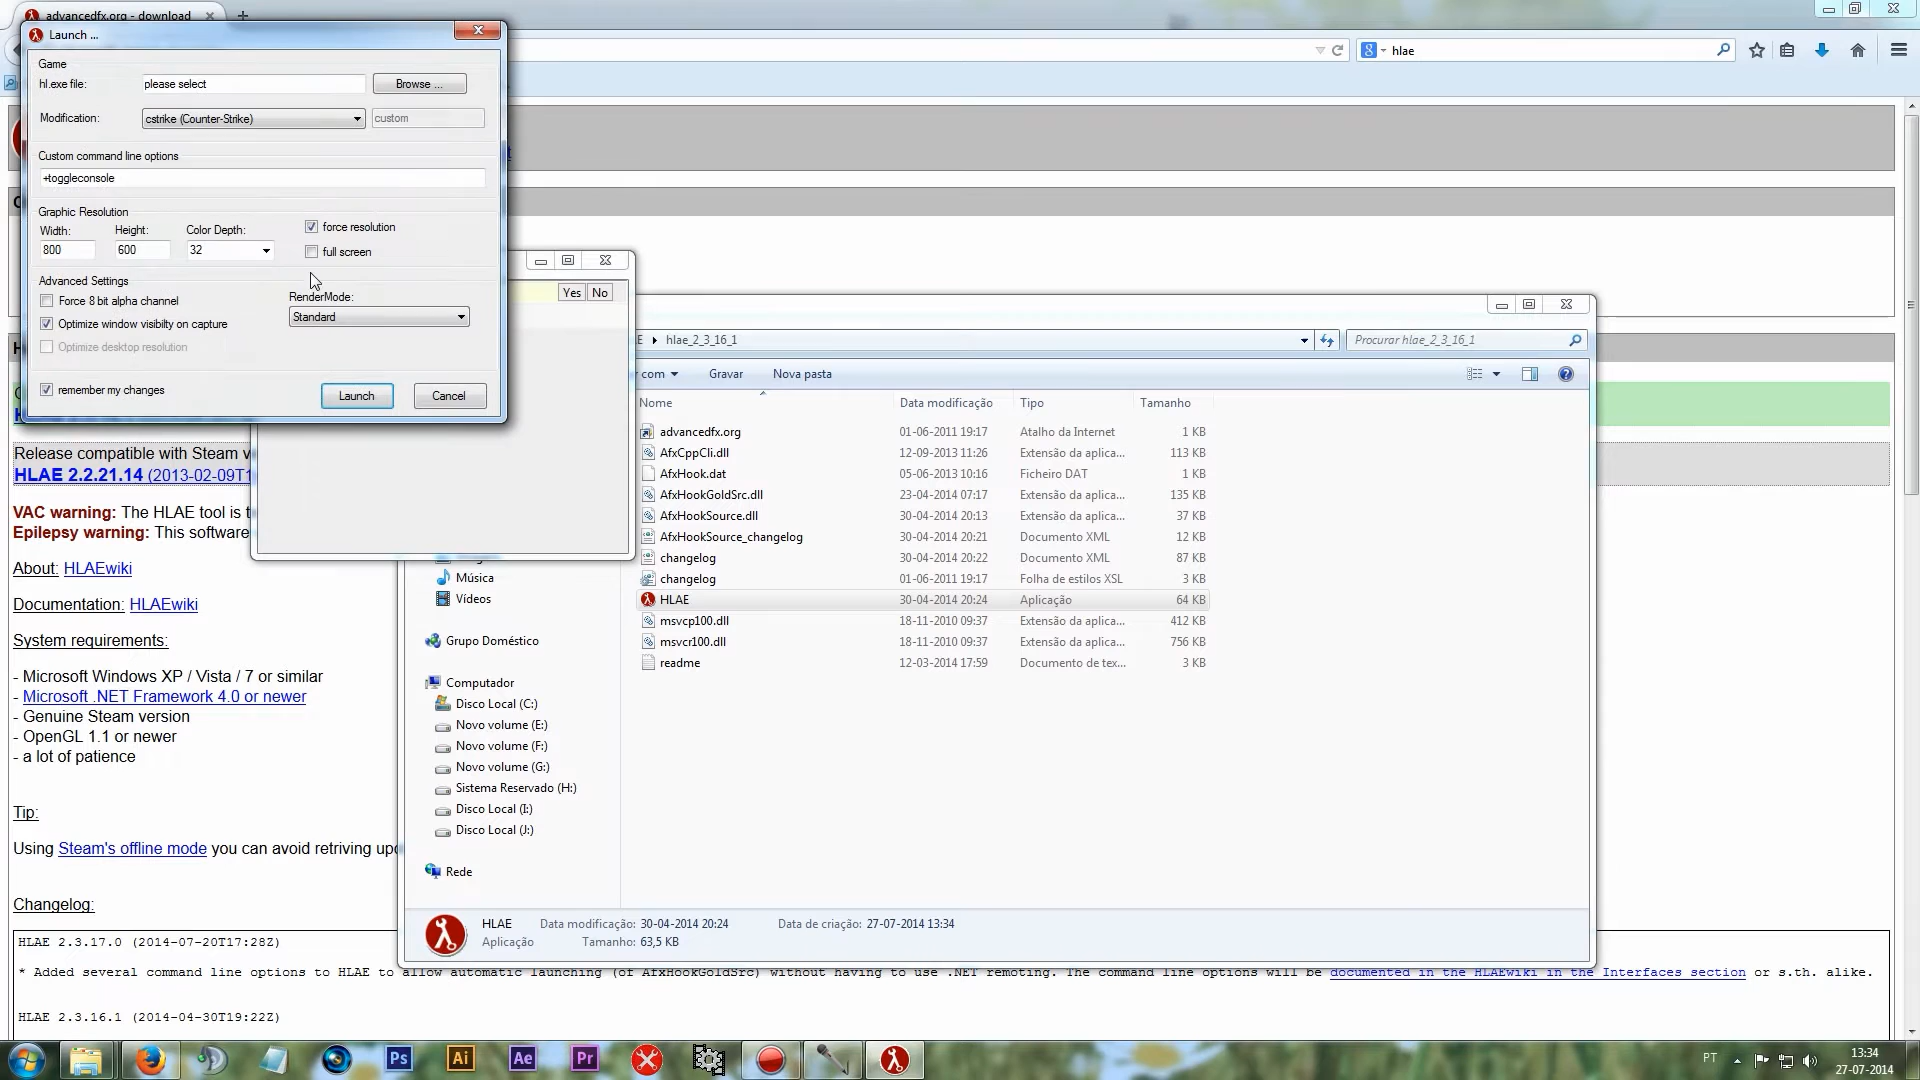 advancedfx.org - download
Launch ...
hlae
Game
hl.exe file:
please select
Browse ...
Modification:
cstrike (Counter-Strike)
custom
Custom command line options
+toggleconsole
Graphic Resolution
Width:
Height:
Color Depth:
800
600
32
force resolution
full screen
Advanced Settings
Force 8 bit alpha channel
Optimize window visibilty on capture
Optimize desktop resolution
RenderMode:
Standard
remember my changes
Launch
Cancel
Yes
No
hlae_2_3_16_1
Procurar hlae_2_3_16_1
com
Gravar
Nova pasta
Nome
Data modificação
Tipo
Tamanho
advancedfx.org 01-06-2011 19:17 Atalho da Internet 1 KB
AfxCppCli.dll 12-09-2013 11:26 Extensão da aplica... 113 KB
AfxHook.dat 05-06-2013 10:16 Ficheiro DAT 1 KB
AfxHookGoldSrc.dll 23-04-2014 07:17 Extensão da aplica... 135 KB
AfxHookSource.dll 30-04-2014 20:13 Extensão da aplica... 37 KB
AfxHookSource_changelog 30-04-2014 20:21 Documento XML 12 KB
changelog 30-04-2014 20:22 Documento XML 87 KB
changelog 01-06-2011 19:17 Folha de estilos XSL 3 KB
HLAE 30-04-2014 20:24 Aplicação 64 KB
msvcp100.dll 18-11-2010 09:37 Extensão da aplica... 412 KB
msvcr100.dll 18-11-2010 09:37 Extensão da aplica... 756 KB
readme 12-03-2014 17:59 Documento de tex... 3 KB
Música
Vídeos
Grupo Doméstico
Computador
Disco Local (C:)
Novo volume (E:)
Novo volume (F:)
Novo volume (G:)
Sistema Reservado (H:)
Disco Local (I:)
Disco Local (J:)
Rede
HLAE Data modificação: 30-04-2014 20:24 Data de criação: 27-07-2014 13:34
Aplicação Tamanho: 63,5 KB
Release compatible with Steam v
HLAE 2.2.21.14 (2013-02-09T1
VAC warning: The HLAE tool is t
Epilepsy warning: This software
About: HLAEwiki
Documentation: HLAEwiki
System requirements:
- Microsoft Windows XP / Vista / 7 or similar
- Microsoft .NET Framework 4.0 or newer
- Genuine Steam version
- OpenGL 1.1 or newer
- a lot of patience
Tip:
Using Steam's offline mode you can avoid retriving upd
Changelog:
HLAE 2.3.17.0 (2014-07-20T17:28Z)
* Added several command line options to HLAE to allow automatic launching (of AfxHookGoldSrc) without having to use .NET remoting. The command line options will be documented in the HLAEwiki in the Interfaces section or s.th. alike.
HLAE 2.3.16.1 (2014-04-30T19:22Z)
Ps
Ai
Ae
Pr
PT
13:34
27-07-2014